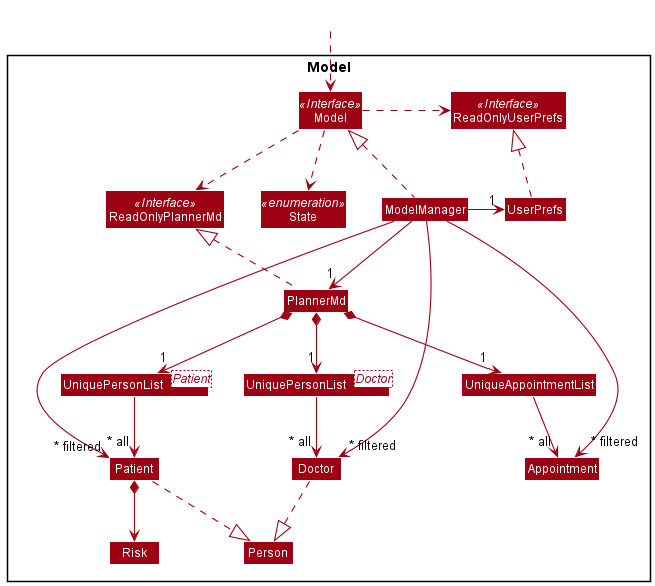 Model
«Interface»
Model
«Interface»
ReadOnlyUserPrefs
«Interface»
ReadOnlyPlannerMd
«enumeration»
State
ModelManager
1
UserPrefs
1
PlannerMd
1
1
1
UniquePersonList
Patient
UniquePersonList
Doctor
UniqueAppointmentList
* filtered
* all
* all
* filtered
* all
* filtered
Patient
Doctor
Appointment
Risk
Person